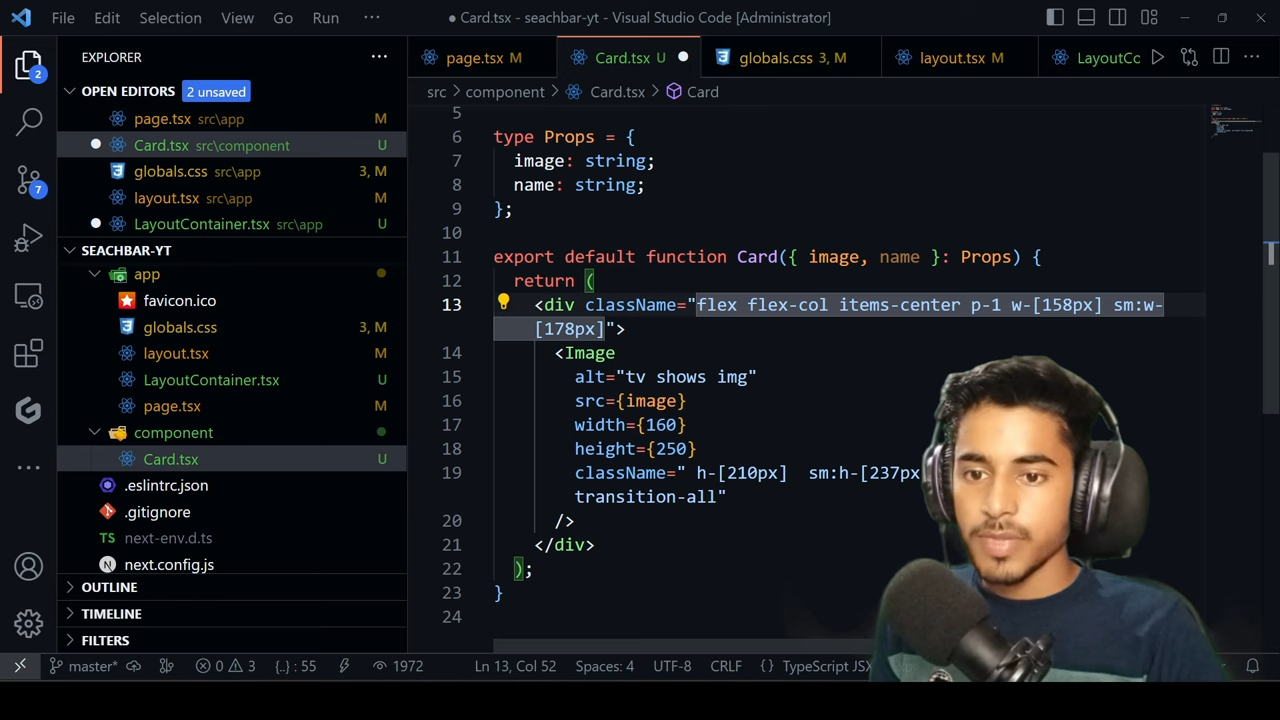 File Edit Selection View Go Run ···
● Card.tsx - seachbar-yt - Visual Studio Code [Administrator]
EXPLORER
OPEN EDITORS 2 unsaved
page.tsx src\app M
Card.tsx src\component U
globals.css src\app 3, M
layout.tsx src\app M
LayoutContainer.tsx src\app U
SEACHBAR-YT
app
favicon.ico
globals.css 3, M
layout.tsx M
LayoutContainer.tsx U
page.tsx M
component
Card.tsx U
.eslintrc.json
.gitignore
TS next-env.d.ts
next.config.js
OUTLINE
TIMELINE
FILTERS
2
7
page.tsx M Card.tsx U globals.css 3, M layout.tsx M LayoutCc
src > component > Card.tsx > Card
5
6 type Props = {
7 image: string;
8 name: string;
9 };
10
11 export default function Card({ image, name }: Props) {
12 return (
13 <div className="flex flex-col items-center p-1 w-[158px] sm:w-
[178px]">
14 <Image
15 alt="tv shows img"
16 src={image}
17 width={160}
18 height={250}
19 className=" h-[210px] sm:h-[237px
transition-all"
20 />
21 </div>
22 );
23 }
24
master* 0 3 {..} : 55 1972 Ln 13, Col 52 Spaces: 4 UTF-8 CRLF {} TypeScript JSX